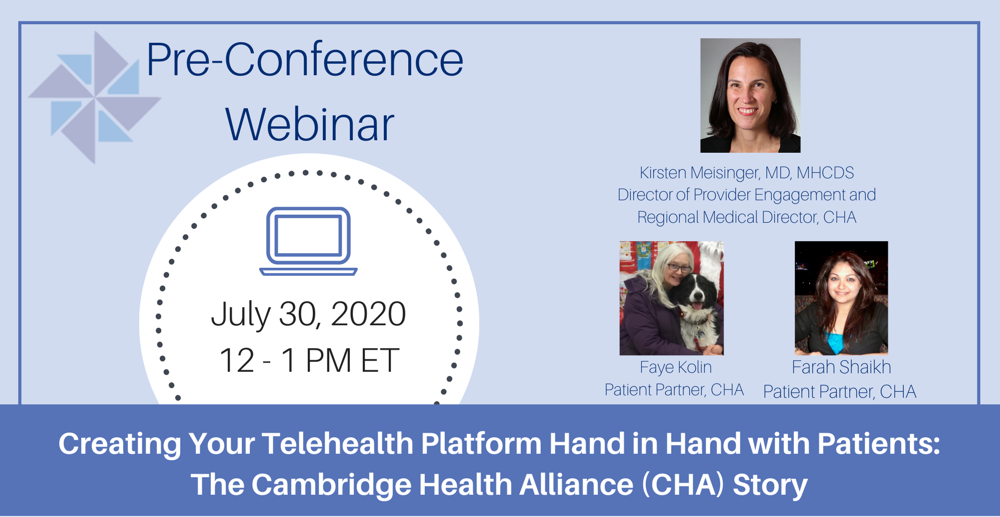 Pre-Conference
Webinar
July 30, 2020
12 - 1 PM ET
Kirsten Meisinger, MD, MHCDS
Director of Provider Engagement and
Regional Medical Director, CHA
Faye Kolin
Patient Partner, CHA
Farah Shaikh
Patient Partner, CHA
Creating Your Telehealth Platform Hand in Hand with Patients:
The Cambridge Health Alliance (CHA) Story